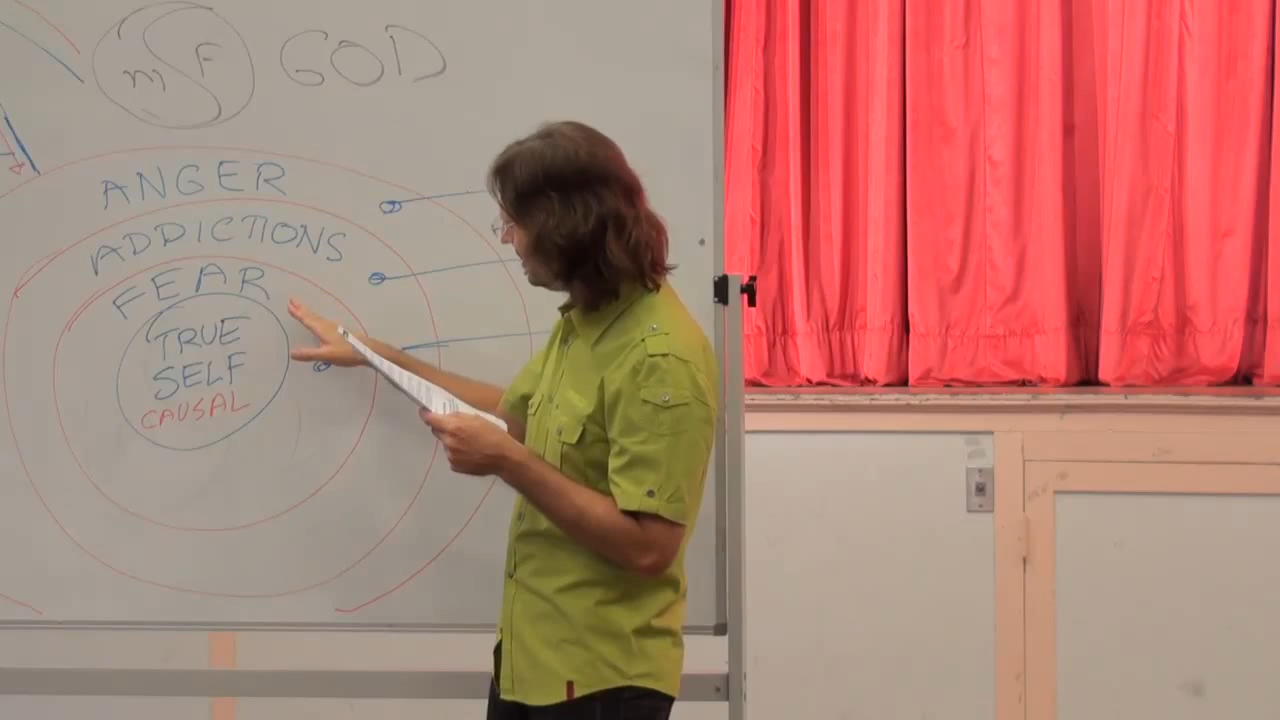 m F GOD
ANGER
ADDICTIONS
FEAR
TRUE
SELF
CAUSAL